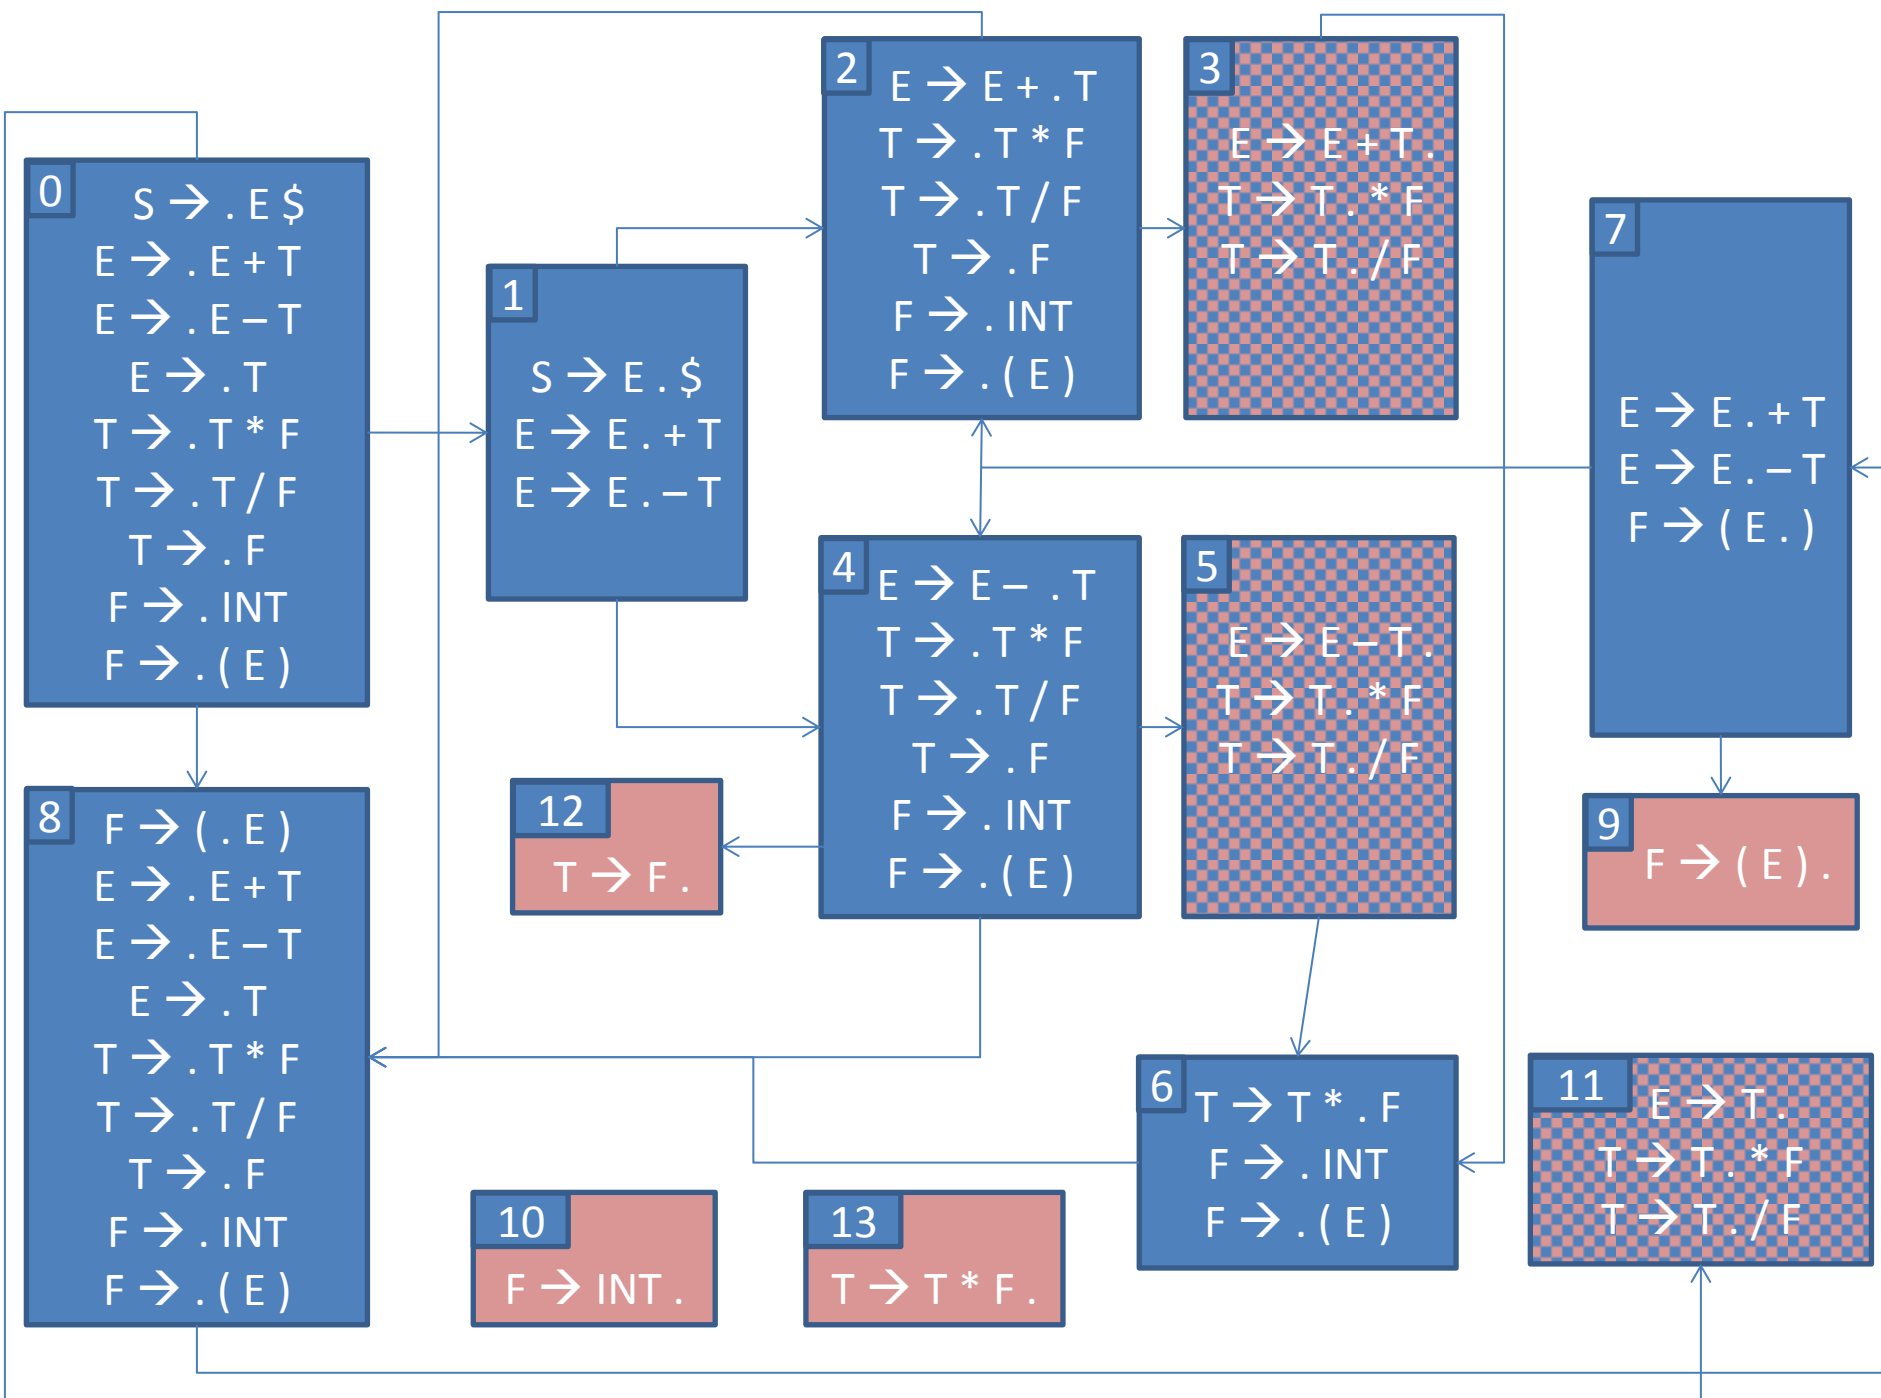 0
S → . E $
E → . E + T
E → . E – T
E → . T
T → . T * F
T → . T / F
T → . F
F → . INT
F → . ( E )
1
S → E . $
E → E . + T
E → E . – T
2
E → E + . T
T → . T * F
T → . T / F
T → . F
F → . INT
F → . ( E )
3
E → E + T .
T → T . * F
T → T . / F
4
E → E – . T
T → . T * F
T → . T / F
T → . F
F → . INT
F → . ( E )
5
E → E – T .
T → T . * F
T → T . / F
7
E → E . + T
E → E . – T
F → ( E . )
8
F → ( . E )
E → . E + T
E → . E – T
E → . T
T → . T * F
T → . T / F
T → . F
F → . INT
F → . ( E )
12
T → F .
9
F → ( E ) .
6
T → T * . F
F → . INT
F → . ( E )
11
E → T .
T → T . * F
T → T . / F
10
F → INT .
13
T → T * F .